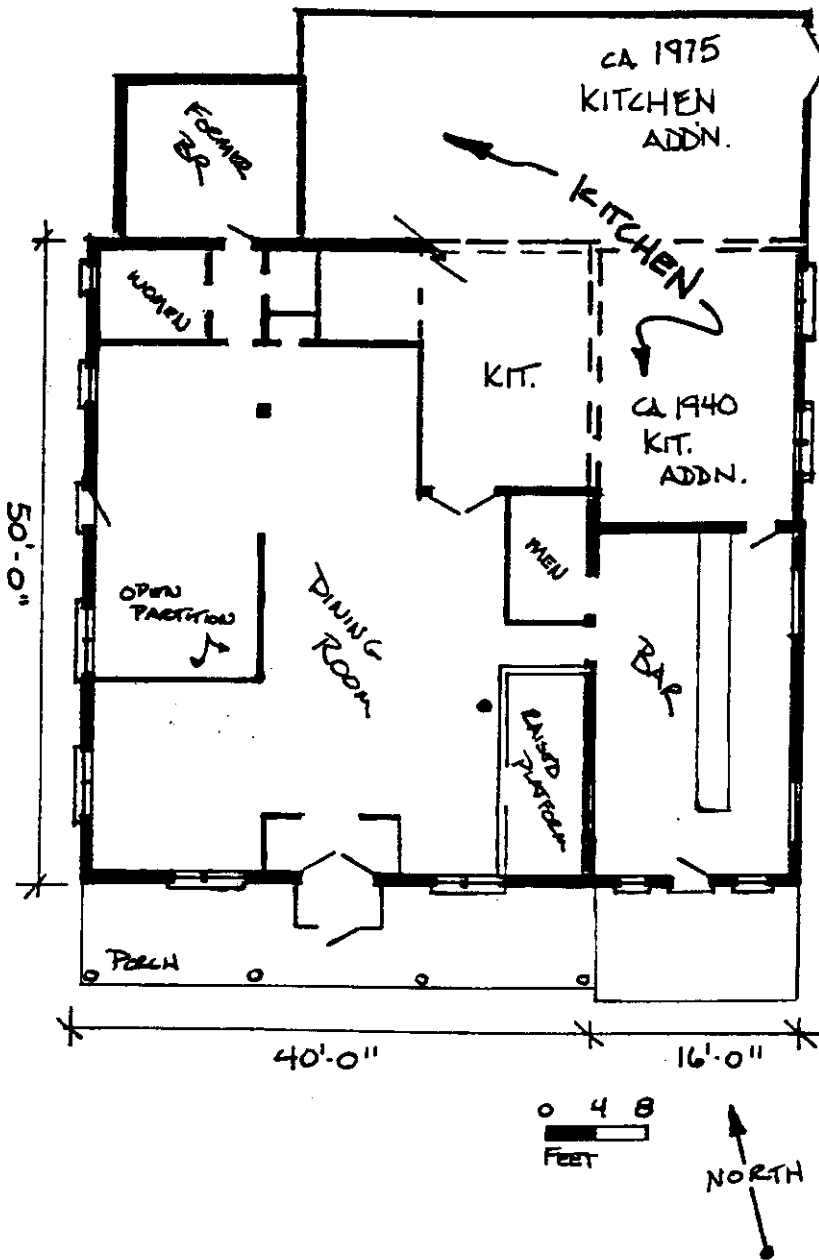 CA 1975
KITCHEN
ADD'N.
FORMER
BR
KITCHEN
WOMEN
KIT.
CA 1940
KIT.
ADD'N.
50'-0"
MEN
OPEN
PARTITION
DINING
ROOM
BAR
RAISED
PLATFORM
PORCH
40'-0"
16'-0"
0 4 8
FEET
NORTH